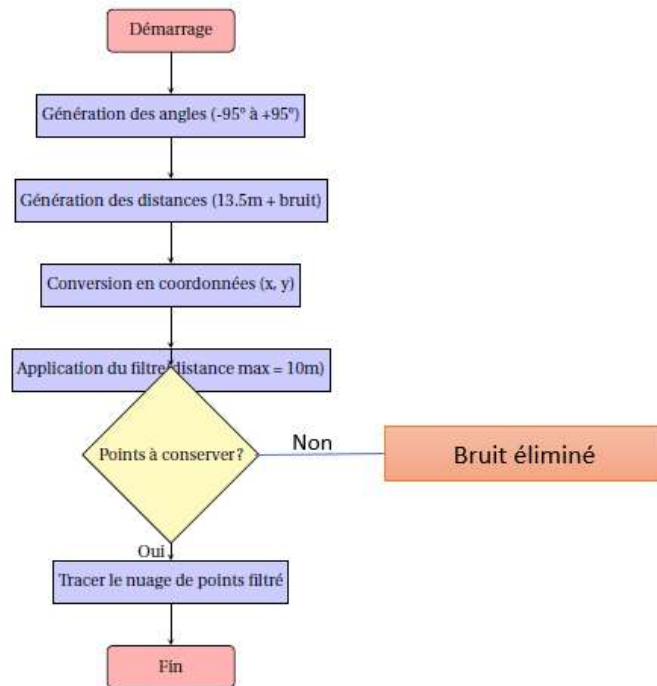 Démarrage
Génération des angles (-95° à +95°)
Génération des distances (13.5m + bruit)
Conversion en coordonnées (x, y)
Application du filtre(distance max = 10m)
Points à conserver?
Non
Bruit éliminé
Oui
Tracer le nuage de points filtré
Fin